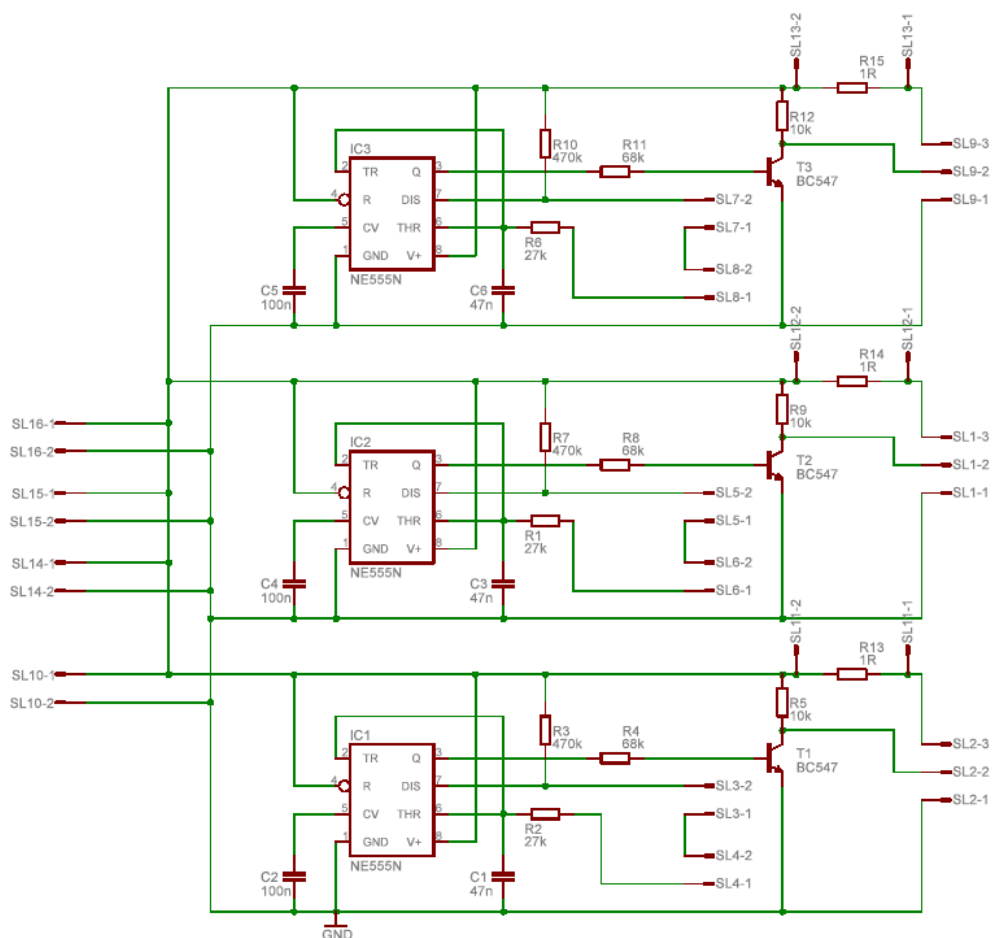 SL13-2
SL13-1
R15
1R
R12
10k
IC3
R10
470k
R11
68k
T3
BC547
SL9-3
SL9-2
SL9-1
2 TR Q 3
4 R DIS 7
5 CV THR 6
1 GND V+ 8
NE555N
SL7-2
SL7-1
SL8-2
SL8-1
R6
27k
C5
100n
C6
47n
SL12-2
SL12-1
R14
1R
R9
10k
SL16-1
SL16-2
SL15-1
SL15-2
SL14-1
SL14-2
IC2
R7
470k
R8
68k
T2
BC547
SL1-3
SL1-2
SL1-1
2 TR Q 3
4 R DIS 7
5 CV THR 6
1 GND V+ 8
NE555N
SL5-2
SL5-1
SL6-2
SL6-1
R1
27k
C4
100n
C3
47n
SL11-2
SL11-1
R13
1R
R5
10k
SL10-1
SL10-2
IC1
R3
470k
R4
68k
T1
BC547
SL2-3
SL2-2
SL2-1
2 TR Q 3
4 R DIS 7
5 CV THR 6
1 GND V+ 8
NE555N
SL3-2
SL3-1
SL4-2
SL4-1
R2
27k
C2
100n
C1
47n
GND